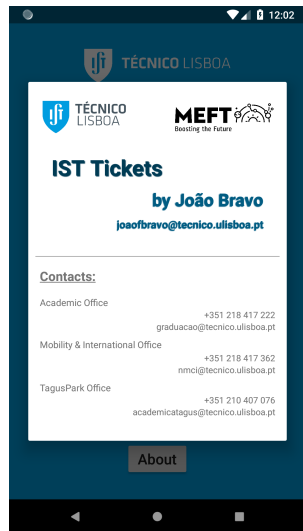 12:02
TÉCNICO LISBOA
TÉCNICO
LISBOA
MEFT
Boosting the Future
IST Tickets
by João Bravo
joaofbravo@tecnico.ulisboa.pt
Contacts:
Academic Office
+351 218 417 222
graduacao@tecnico.ulisboa.pt
Mobility & International Office
+351 218 417 362
nmci@tecnico.ulisboa.pt
TagusPark Office
+351 210 407 076
academicatagus@tecnico.ulisboa.pt
About